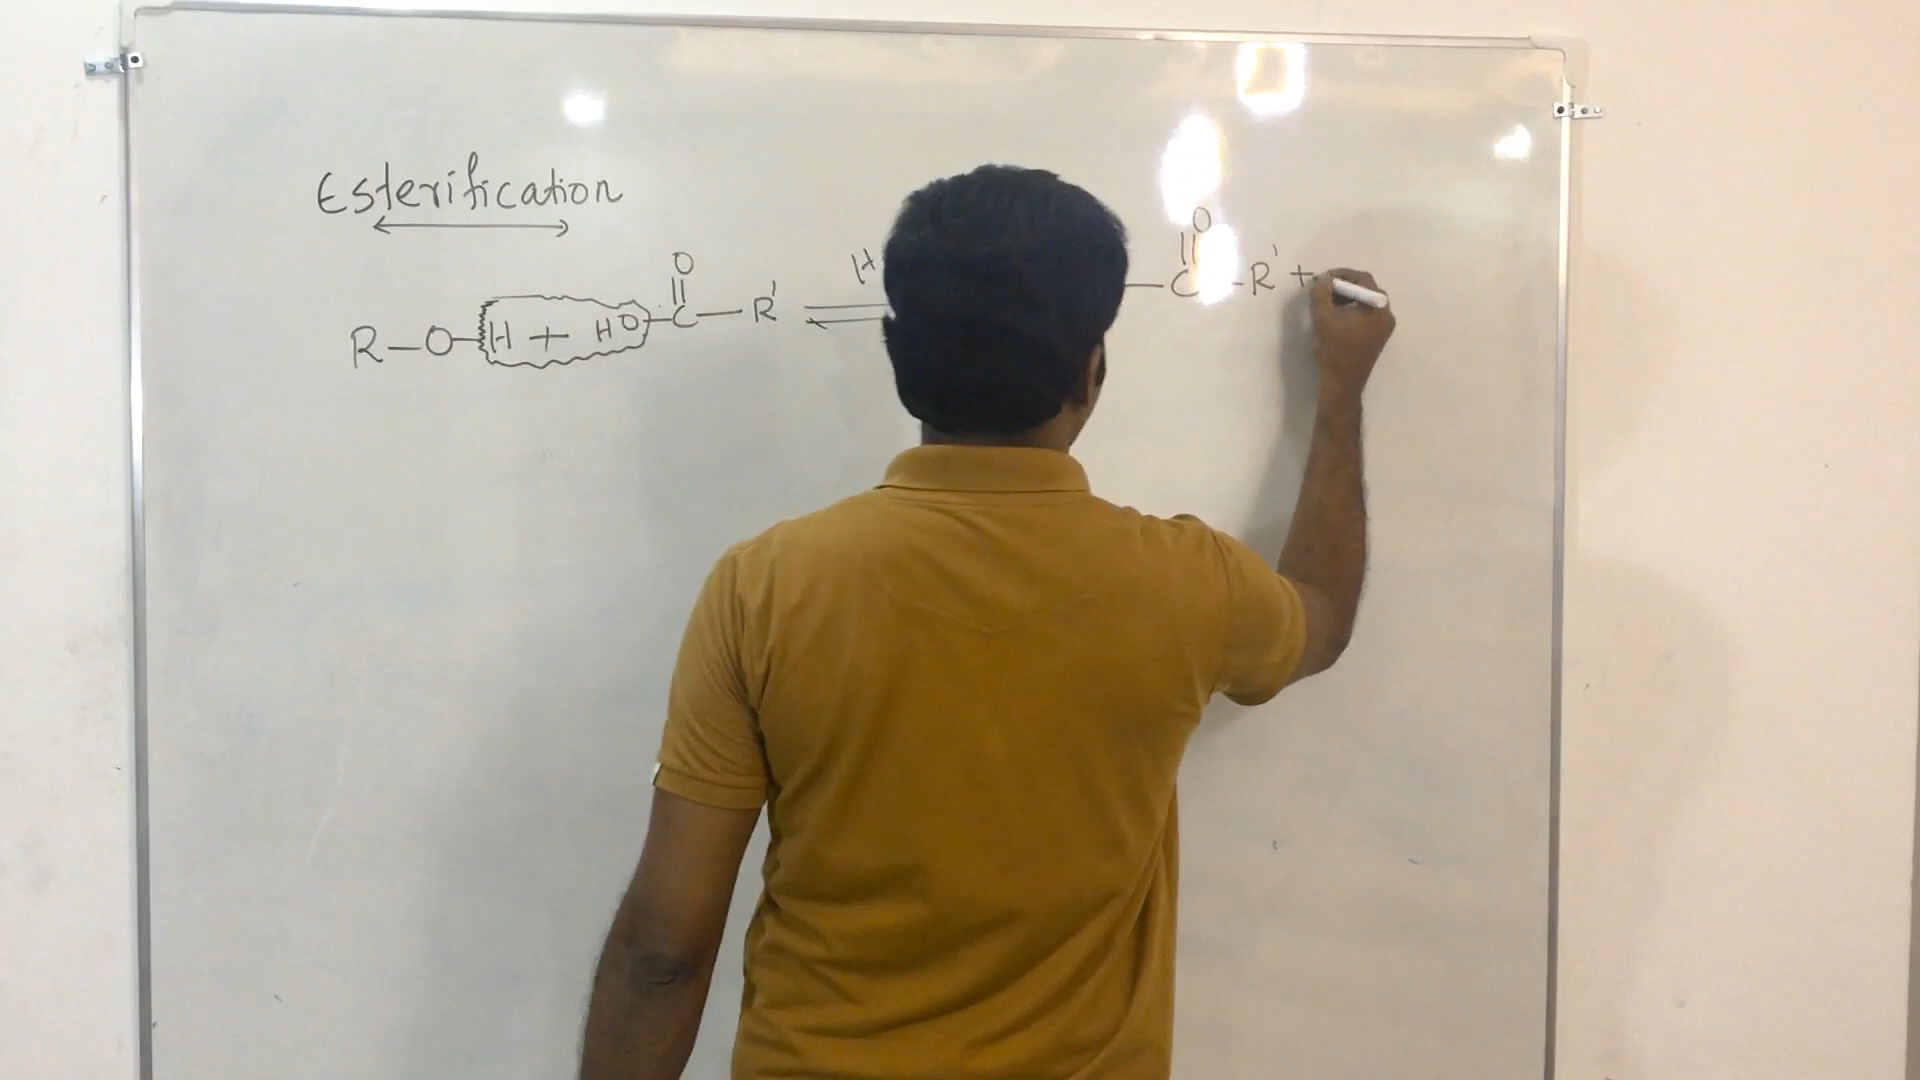 Esterification
R—O—H + HO—C(=O)—R' ⇌ H —C(=O)—R' +